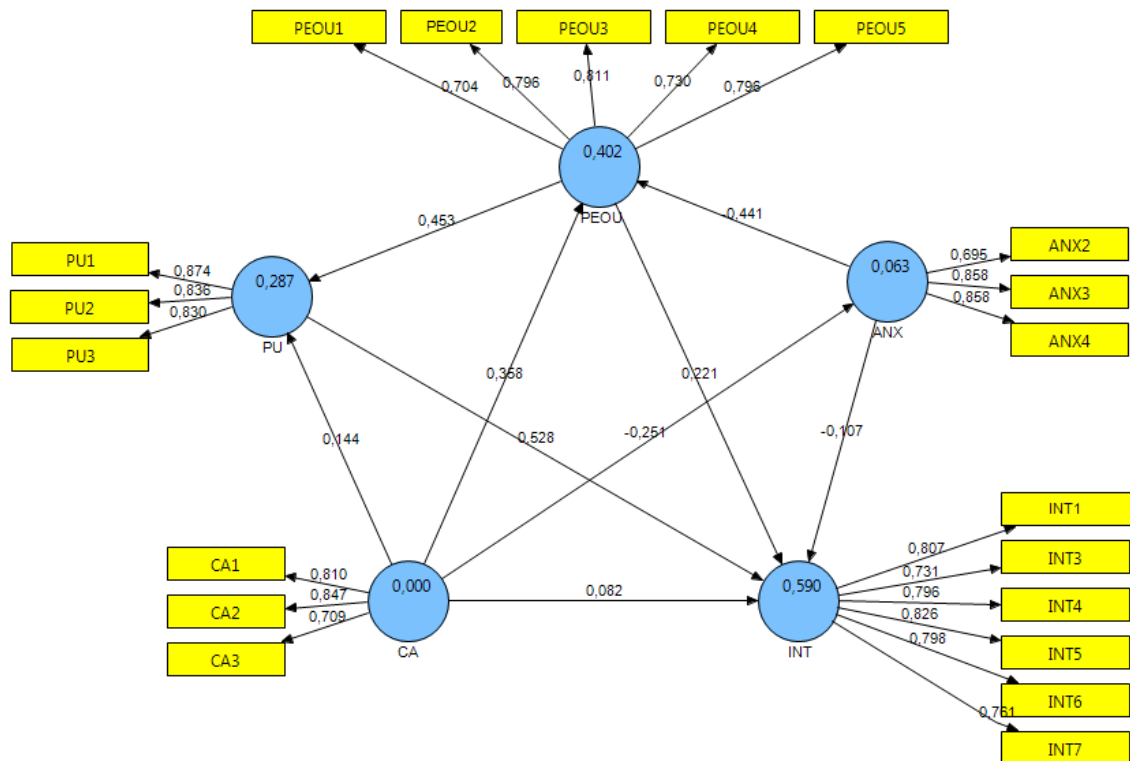 PEOU1
PEOU2
PEOU3
PEOU4
PEOU5
0,704
0,796
0,811
0,730
0,796
0,402
PEOU
0,453
-0,441
PU1
PU2
PU3
0,874
0,836
0,830
0,287
PU
0,063
ANX
0,695
0,858
0,858
ANX2
ANX3
ANX4
0,358
0,221
0,144
0,528
-0,251
-0,107
CA1
CA2
CA3
0,810
0,847
0,709
0,000
CA
0,082
0,590
INT
0,807
0,731
0,796
0,826
0,798
0,761
INT1
INT3
INT4
INT5
INT6
INT7